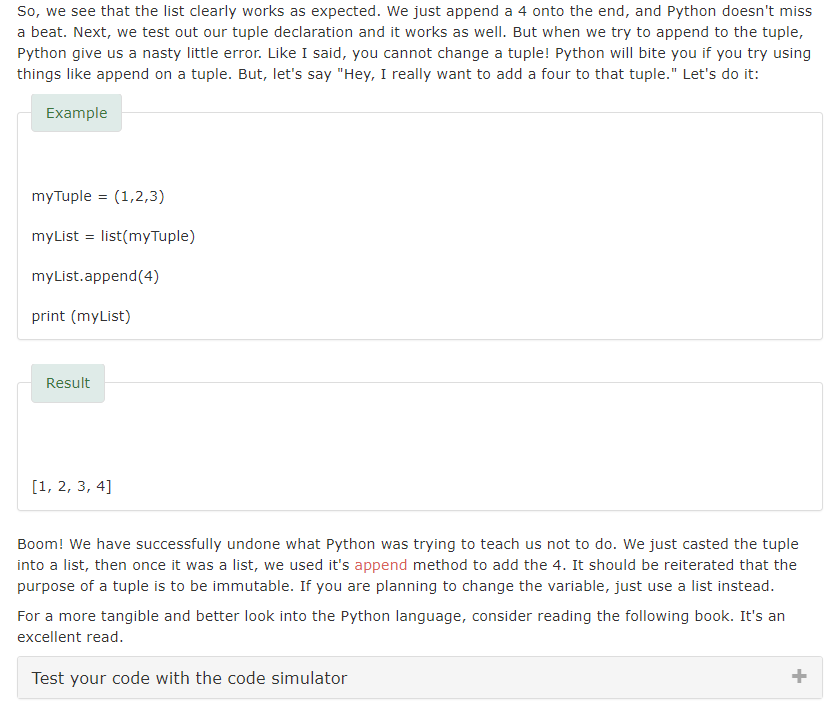 So, we see that the list clearly works as expected. We just append a 4 onto the end, and Python doesn't miss
a beat. Next, we test out our tuple declaration and it works as well. But when we try to append to the tuple,
Python give us a nasty little error. Like I said, you cannot change a tuple! Python will bite you if you try using
things like append on a tuple. But, let's say "Hey, I really want to add a four to that tuple." Let's do it:
Example
myTuple = (1,2,3)
myList = list(myTuple)
myList.append(4)
print (myList)
Result
[1, 2, 3, 4]
Boom! We have successfully undone what Python was trying to teach us not to do. We just casted the tuple
into a list, then once it was a list, we used it's append method to add the 4. It should be reiterated that the
purpose of a tuple is to be immutable. If you are planning to change the variable, just use a list instead.
For a more tangible and better look into the Python language, consider reading the following book. It's an
excellent read.
Test your code with the code simulator